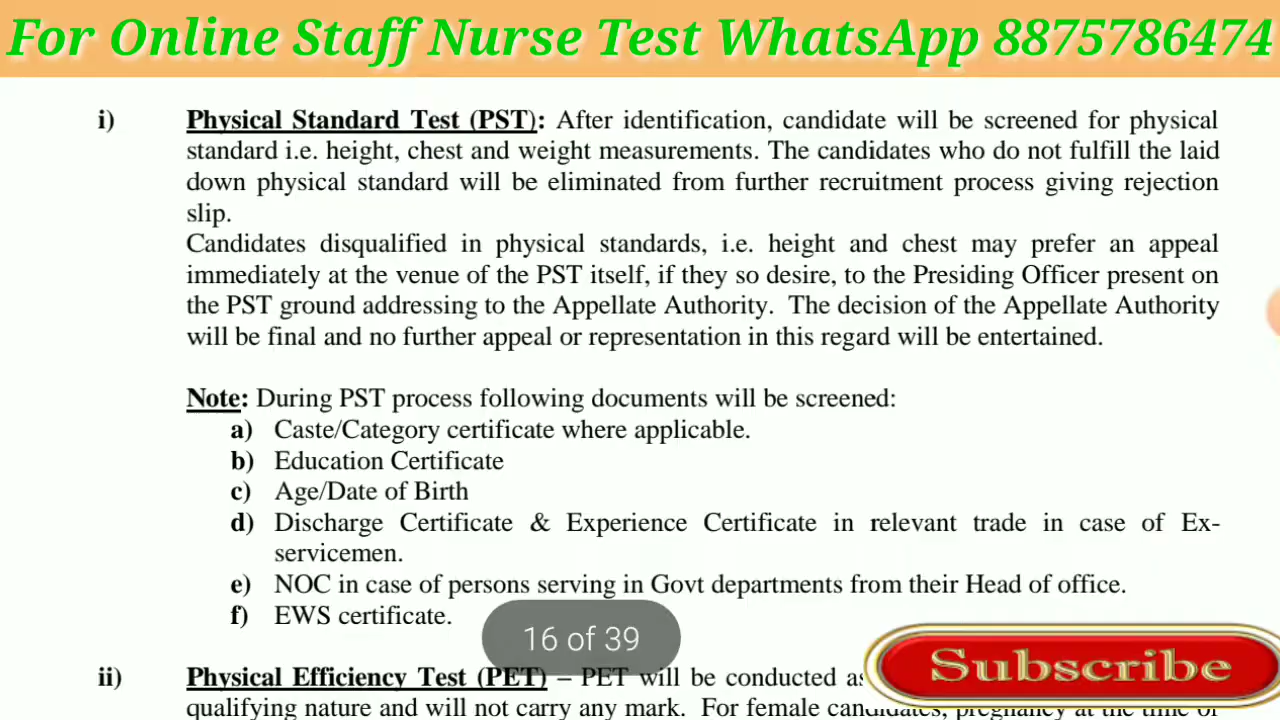 For Online Staff Nurse Test WhatsApp 8875786474
i) Physical Standard Test (PST): After identification, candidate will be screened for physical
standard i.e. height, chest and weight measurements. The candidates who do not fulfill the laid
down physical standard will be eliminated from further recruitment process giving rejection
slip.
Candidates disqualified in physical standards, i.e. height and chest may prefer an appeal
immediately at the venue of the PST itself, if they so desire, to the Presiding Officer present on
the PST ground addressing to the Appellate Authority. The decision of the Appellate Authority
will be final and no further appeal or representation in this regard will be entertained.
Note: During PST process following documents will be screened:
a) Caste/Category certificate where applicable.
b) Education Certificate
c) Age/Date of Birth
d) Discharge Certificate & Experience Certificate in relevant trade in case of Ex-
servicemen.
e) NOC in case of persons serving in Govt departments from their Head of office.
f) EWS certificate.
16 of 39
Subscribe
ii) Physical Efficiency Test (PET) – PET will be conducted as
qualifying nature and will not carry any mark. For female candidates, pregnancy at the time of